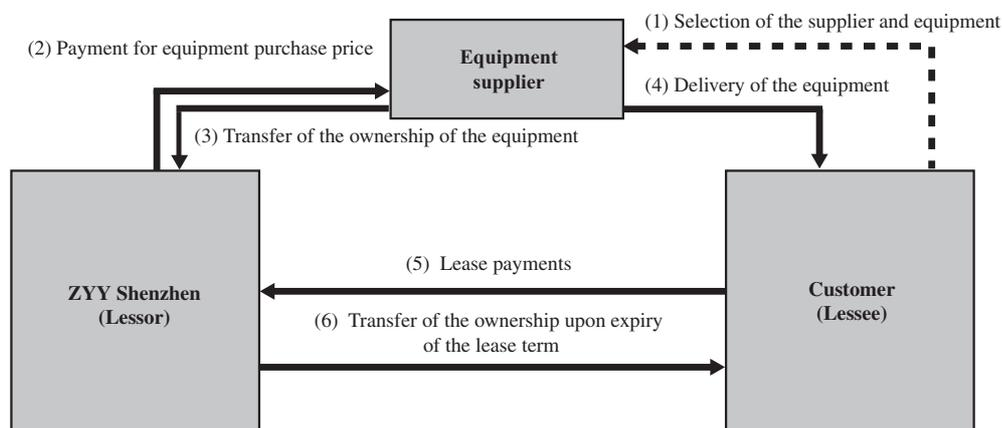 (1) Selection of the supplier and equipment
(2) Payment for equipment purchase price
Equipment
supplier
(4) Delivery of the equipment
(3) Transfer of the ownership of the equipment
(5) Lease payments
ZYY Shenzhen
(Lessor)
Customer
(Lessee)
(6) Transfer of the ownership upon expiry
of the lease term